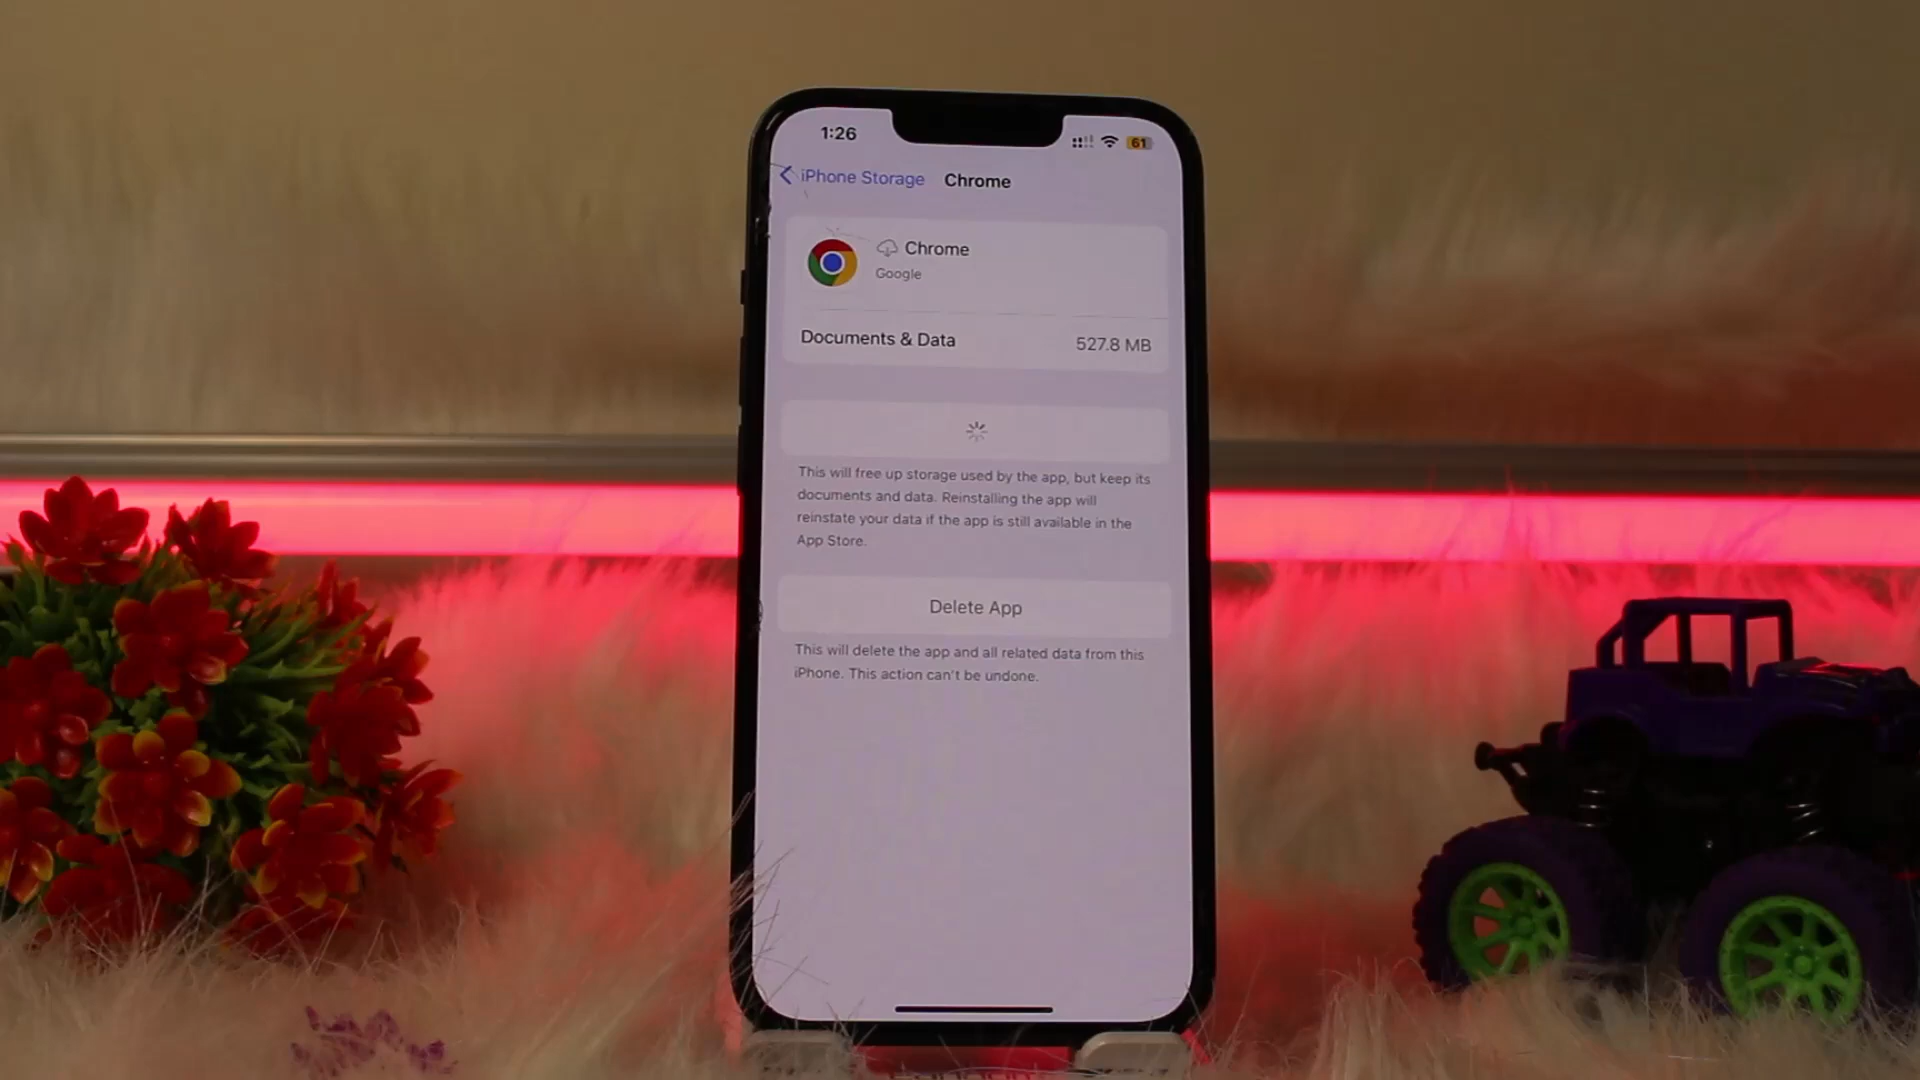 1:26
61
iPhone Storage Chrome
Chrome
Google
Documents & Data 527.8 MB
This will free up storage used by the app, but keep its
documents and data. Reinstalling the app will
reinstate your data if the app is still available in the
App Store.
Delete App
This will delete the app and all related data from this
iPhone. This action can't be undone.